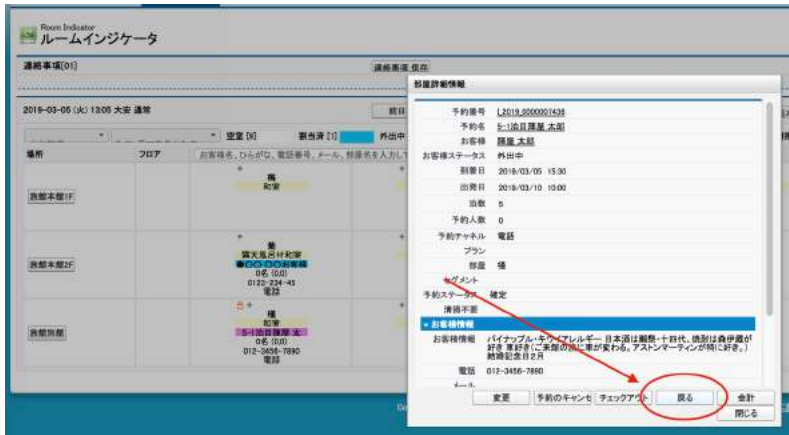 Room Indicator
ルームインジケータ
連絡事項[01]
連絡事項 保存
2019-03-05 (火) 13:05 大安 通常
前日
空室 [9]
割当済 [1]
外出中
場所
フロア
お客様名、ひらがな、電話番号、メール、部屋名を入力して
旅館本館1F
梅
和室
旅館本館2F
露天風呂付和室
0名 (0,0)
0123-234-45
電話
旅館別館
和室
5-1泊目 陣屋 太
0名 (0,0)
012-3456-7890
電話
部屋詳細情報
予約番号 L2019_0000007436
予約名 5-1泊目陣屋 太郎
お客様 陣屋 太郎
お客様ステータス 外出中
到着日 2019/03/05 15:30
出発日 2019/03/10 10:00
泊数 5
予約人数 0
予約チャネル 電話
プラン
部屋
セグメント
予約ステータス 確定
清掃不要
お客様情報
お客様情報 パイナップル・キウイアレルギー 日本酒は獺祭・十四代、焼酎は森伊蔵が
好き 車好き(ご来館の度に車が変わる。アストンマーティンが特に好き。)
結婚記念日2月
電話 012-3456-7890
メール
変更 予約のキャンセ チェックアウト 戻る 会計
閉じる